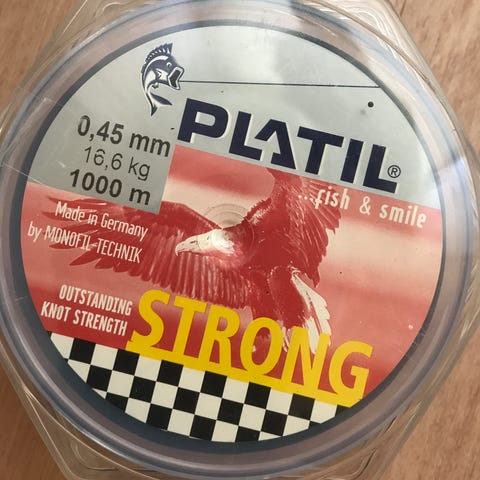 PLATIL®
...fish & smile
0,45 mm
16,6 kg
1000 m
Made in Germany
by MONOFIL-TECHNIK
OUTSTANDING
KNOT STRENGTH
STRONG